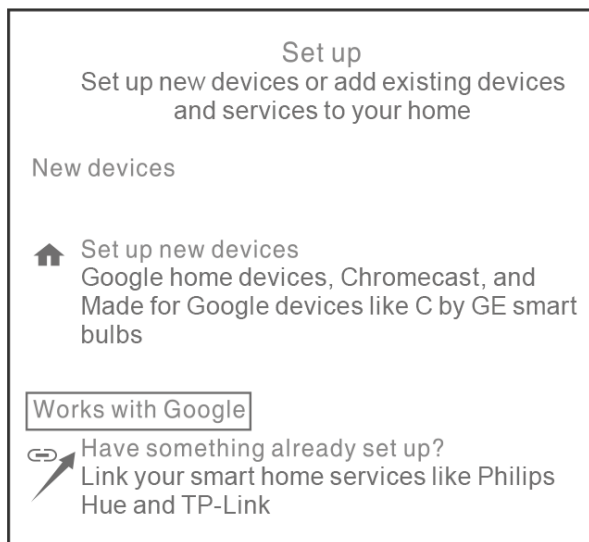 Set up
Set up new devices or add existing devices
and services to your home
New devices
Set up new devices
Google home devices, Chromecast, and
Made for Google devices like C by GE smart
bulbs
Works with Google
Have something already set up?
Link your smart home services like Philips
Hue and TP-Link